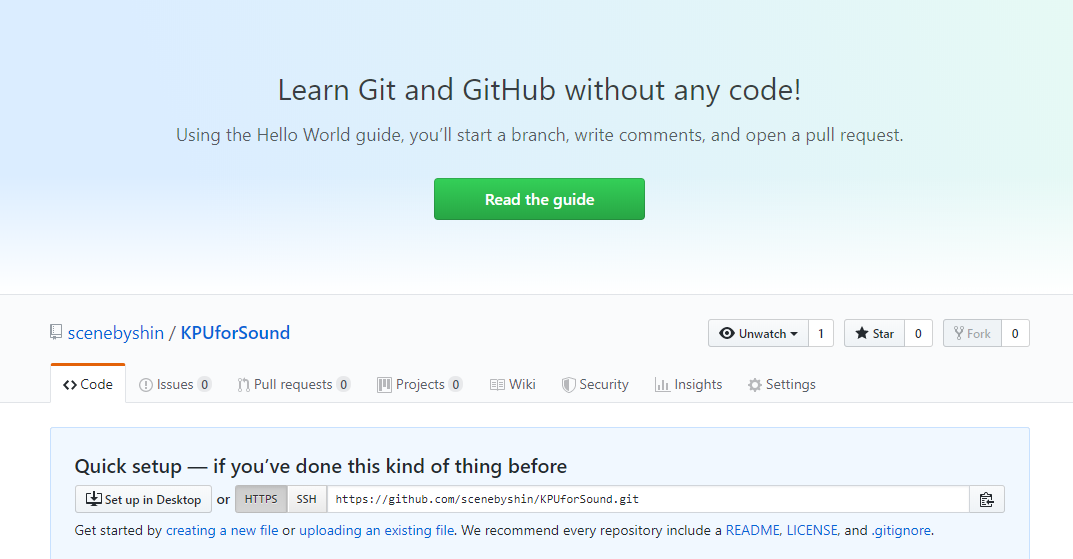 Learn Git and GitHub without any code!
Using the Hello World guide, you’ll start a branch, write comments, and open a pull request.
Read the guide
scenebyshin / KPUforSound
Unwatch 1 Star 0 Fork 0
Code Issues 0 Pull requests 0 Projects 0 Wiki Security Insights Settings
Quick setup — if you’ve done this kind of thing before
Set up in Desktop or HTTPS SSH https://github.com/scenebyshin/KPUforSound.git
Get started by creating a new file or uploading an existing file. We recommend every repository include a README, LICENSE, and .gitignore.